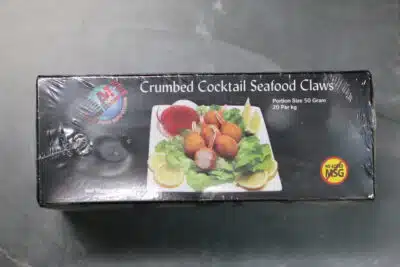 Crumbed Cocktail Seafood Claws
Portion Size 50 Gram
20 Per kg
NO ADDED
MSG